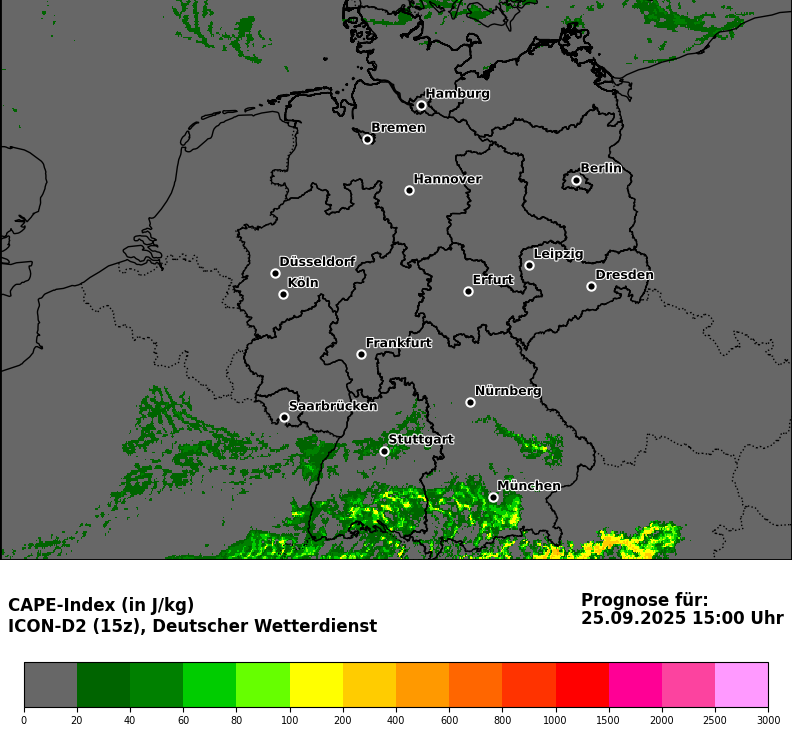 Hamburg
Bremen
Berlin
Hannover
Leipzig
Düsseldorf
Dresden
Erfurt
Köln
Frankfurt
Nürnberg
Saarbrücken
Stuttgart
München
CAPE-Index (in J/kg)
ICON-D2 (15z), Deutscher Wetterdienst
Prognose für:
25.09.2025 15:00 Uhr
0 20 40 60 80 100 200 400 600 800 1000 1500 2000 2500 3000